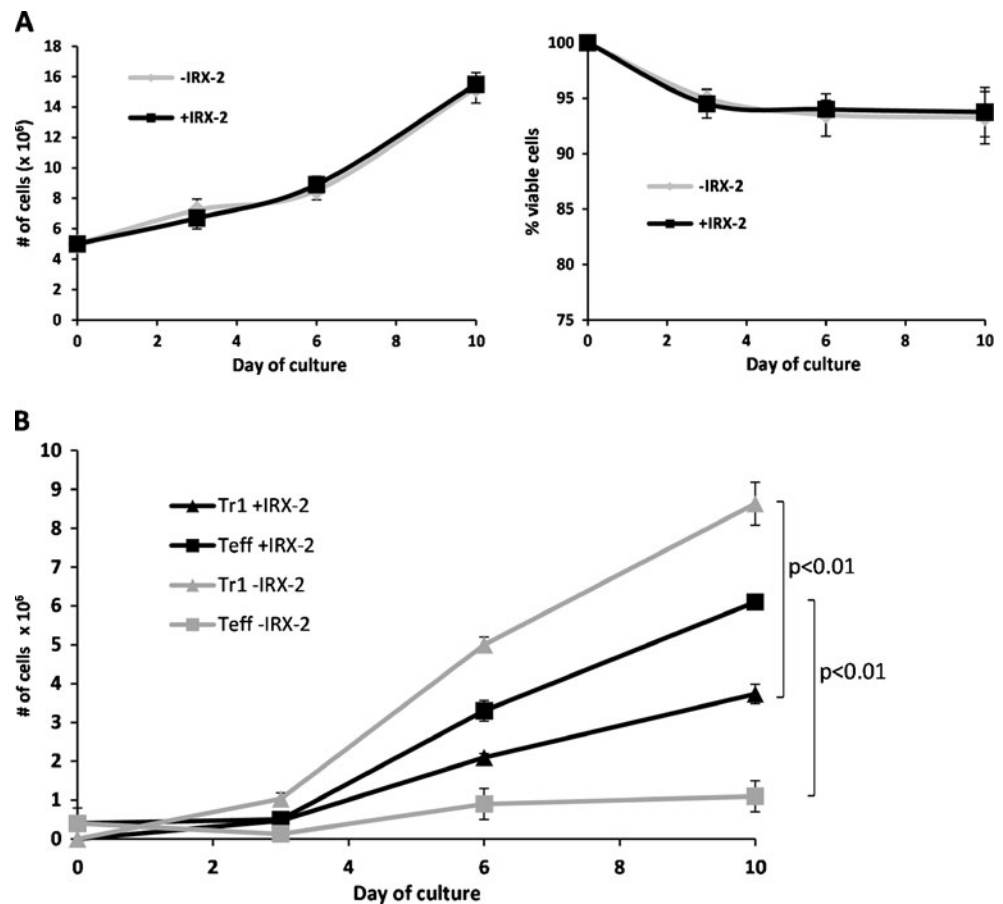 A
18
16
14
12
10
8
6
4
2
0
# of cells (x 10⁶)
-IRX-2
+IRX-2
0 2 4 6 8 10
Day of culture
100
95
90
85
80
75
% viable cells
-IRX-2
+IRX-2
0 2 4 6 8 10
Day of culture
B
10
9
8
7
6
5
4
3
2
1
0
# of cells x 10⁶
Tr1 +IRX-2
Teff +IRX-2
Tr1 -IRX-2
Teff -IRX-2
p<0.01
p<0.01
0 2 4 6 8 10
Day of culture